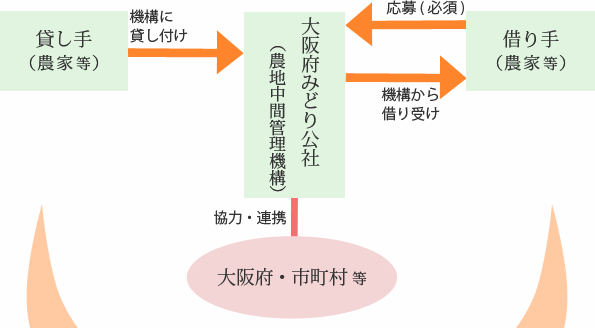 貸し手
（農家等）
機構に
貸し付け
大阪府みどり公社
（農地中間管理機構）
応募(必須)
機構から
借り受け
借り手
（農家等）
協力・連携
大阪府・市町村等